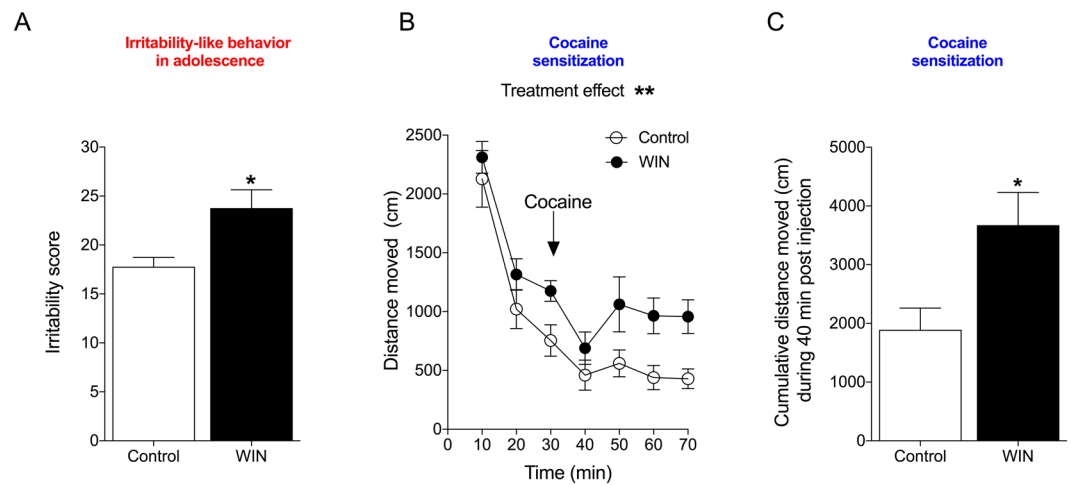 A
Irritability-like behavior
in adolescence
Irritability score
30
25
20
15
10
5
0
*
Control
WIN
B
Cocaine
sensitization
Treatment effect **
Control
WIN
Cocaine
Distance moved (cm)
2500
2000
1500
1000
500
0
0 10 20 30 40 50 60 70
Time (min)
C
Cocaine
sensitization
Cumulative distance moved (cm)
during 40 min post injection
5000
4000
3000
2000
1000
0
*
Control
WIN